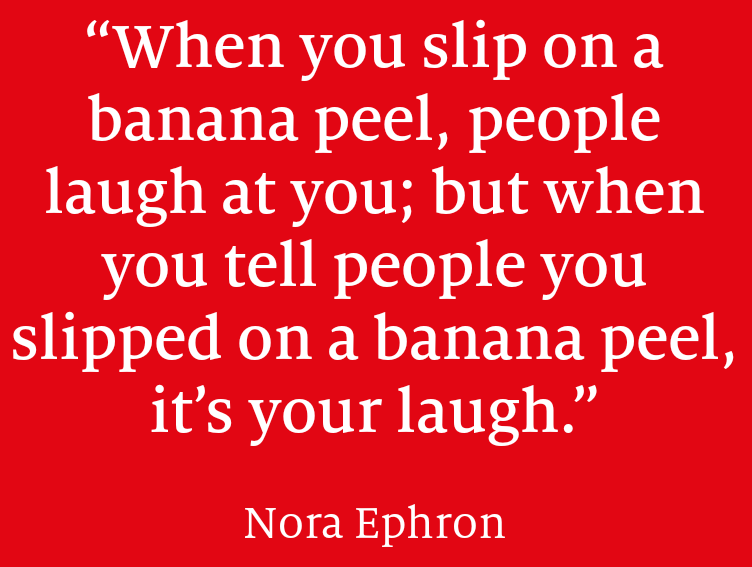 “When you slip on a
banana peel, people
laugh at you; but when
you tell people you
slipped on a banana peel,
it’s your laugh.”
Nora Ephron